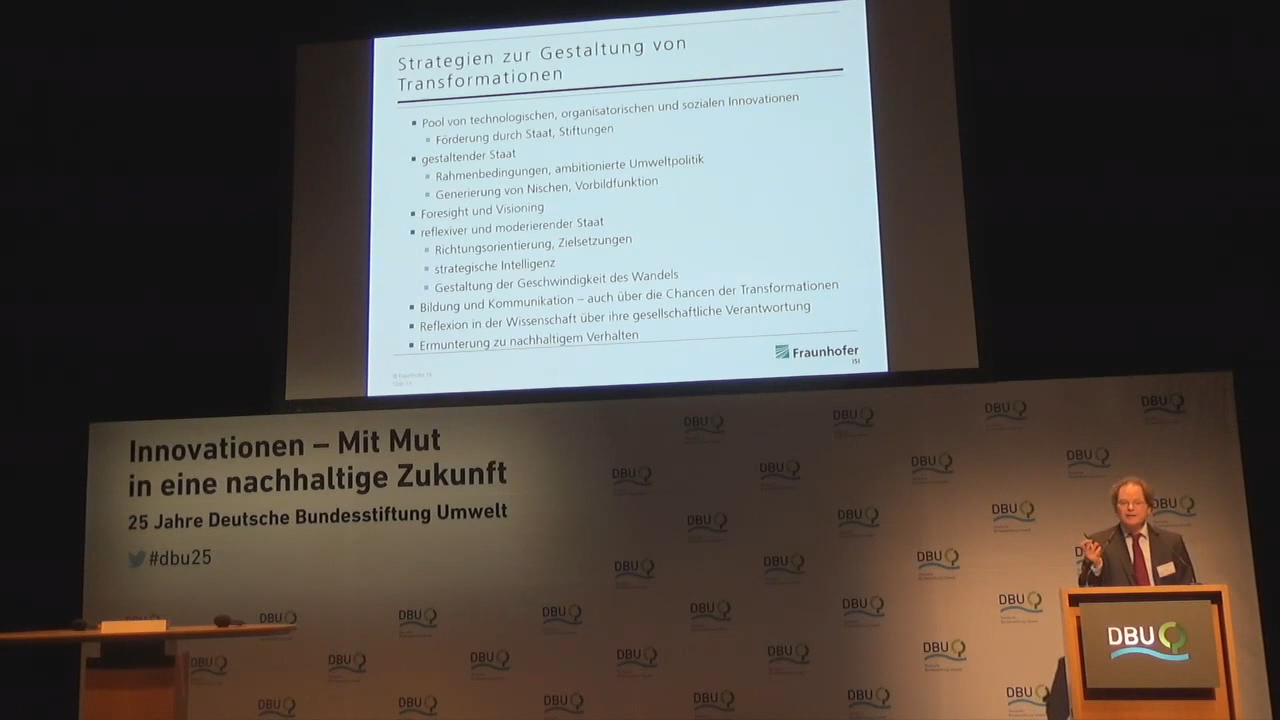 Strategien zur Gestaltung von
Transformationen
Pool von technologischen, organisatorischen und sozialen Innovationen
Förderung durch Staat, Stiftungen
gestaltender Staat
Rahmenbedingungen, ambitionierte Umweltpolitik
Generierung von Nischen, Vorbildfunktion
Foresight und Visioning
reflexiver und moderierender Staat
Richtungsorientierung, Zielsetzungen
strategische Intelligenz
Gestaltung der Geschwindigkeit des Wandels
Bildung und Kommunikation – auch über die Chancen der Transformationen
Reflexion in der Wissenschaft über ihre gesellschaftliche Verantwortung
Ermunterung zu nachhaltigem Verhalten
Fraunhofer
ISI
Innovationen – Mit Mut
in eine nachhaltige Zukunft
25 Jahre Deutsche Bundesstiftung Umwelt
#dbu25
DBU